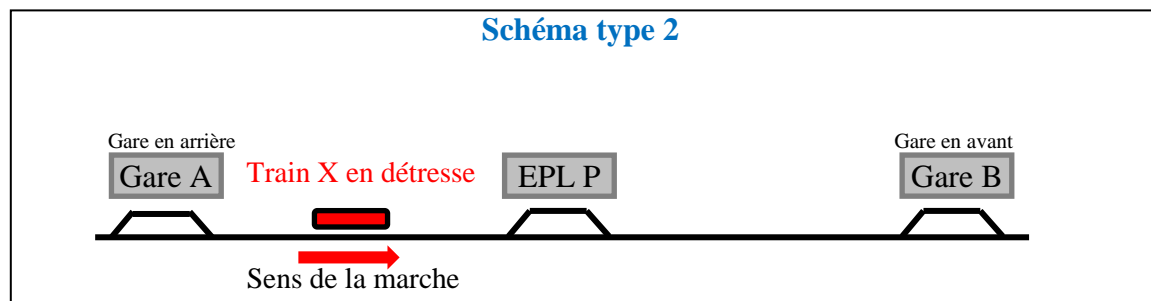 Schéma type 2
Gare en arrière
Gare en avant
Gare A
Train X en détresse
EPL P
Gare B
Sens de la marche